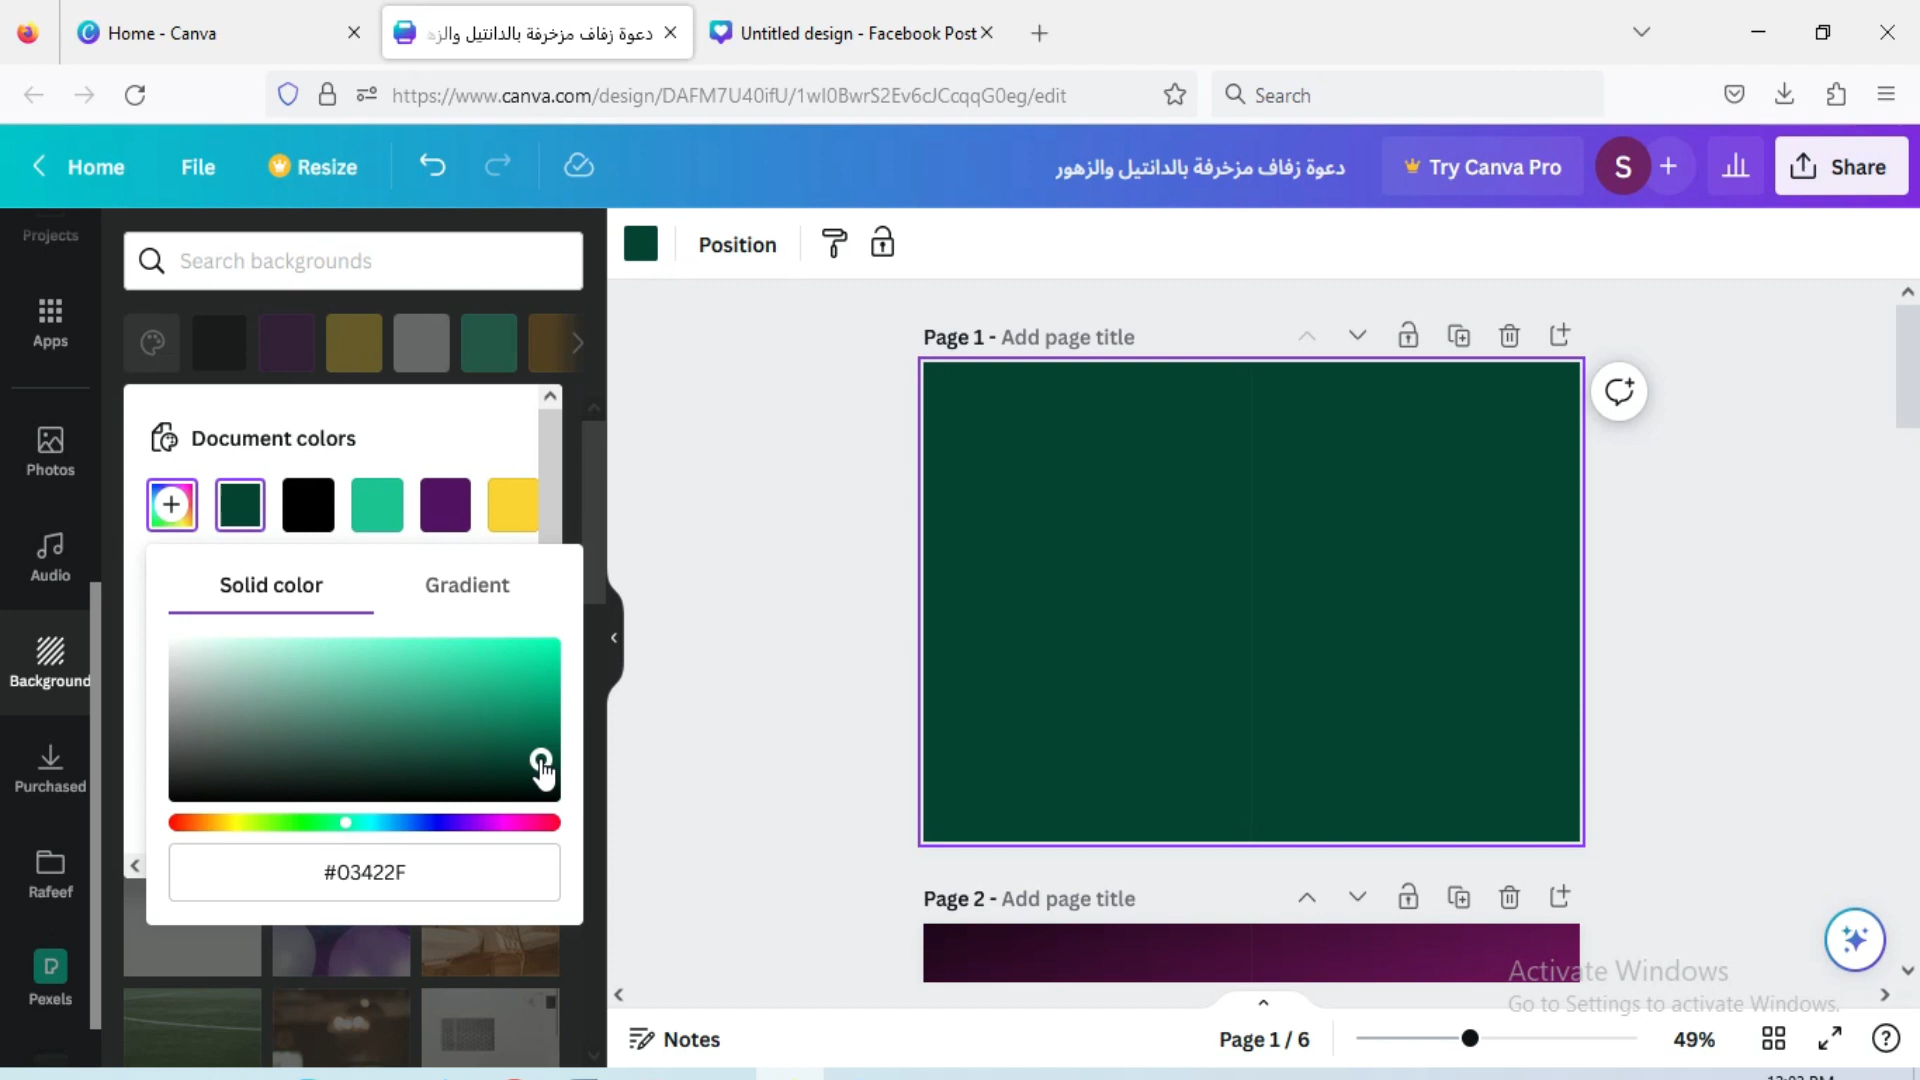 Home - Canva
دعوة زفاف مزخرفة بالدانتيل والزه
Untitled design - Facebook Post
https://www.canva.com/design/DAFM7U40ifU/1wI0BwrS2Ev6cJCcqqG0eg/edit
Search
Home
File
Resize
دعوة زفاف مزخرفة بالدانتيل والزهور
Try Canva Pro
S
Share
Projects
Apps
Photos
Audio
Background
Purchased
Rafeef
Pexels
Search backgrounds
Document colors
Solid color
Gradient
#03422F
Position
Page 1 - Add page title
Page 2 - Add page title
Activate Windows
Go to Settings to activate Windows.
Notes
Page 1 / 6
49%